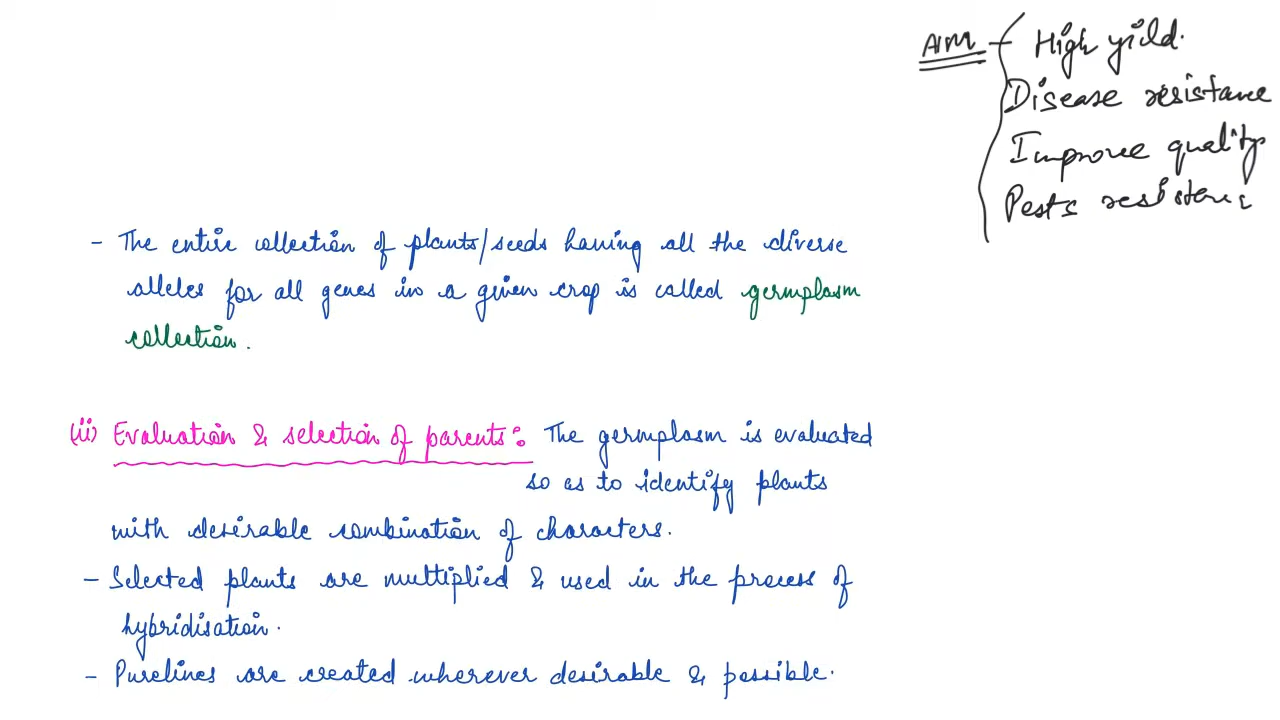 AIM - High yield.
Disease resistance
Improve quality
Pests resistenc
- The entire collection of plants/seeds having all the diverse
alleles for all genes in a given crop is called germplasm
collection.
(ii) Evaluation & selection of parents: The germplasm is evaluated
so as to identify plants
with desirable combination of characters.
- Selected plants are multiplied & used in the process of
hybridisation.
- Purelines are created wherever desirable & possible.